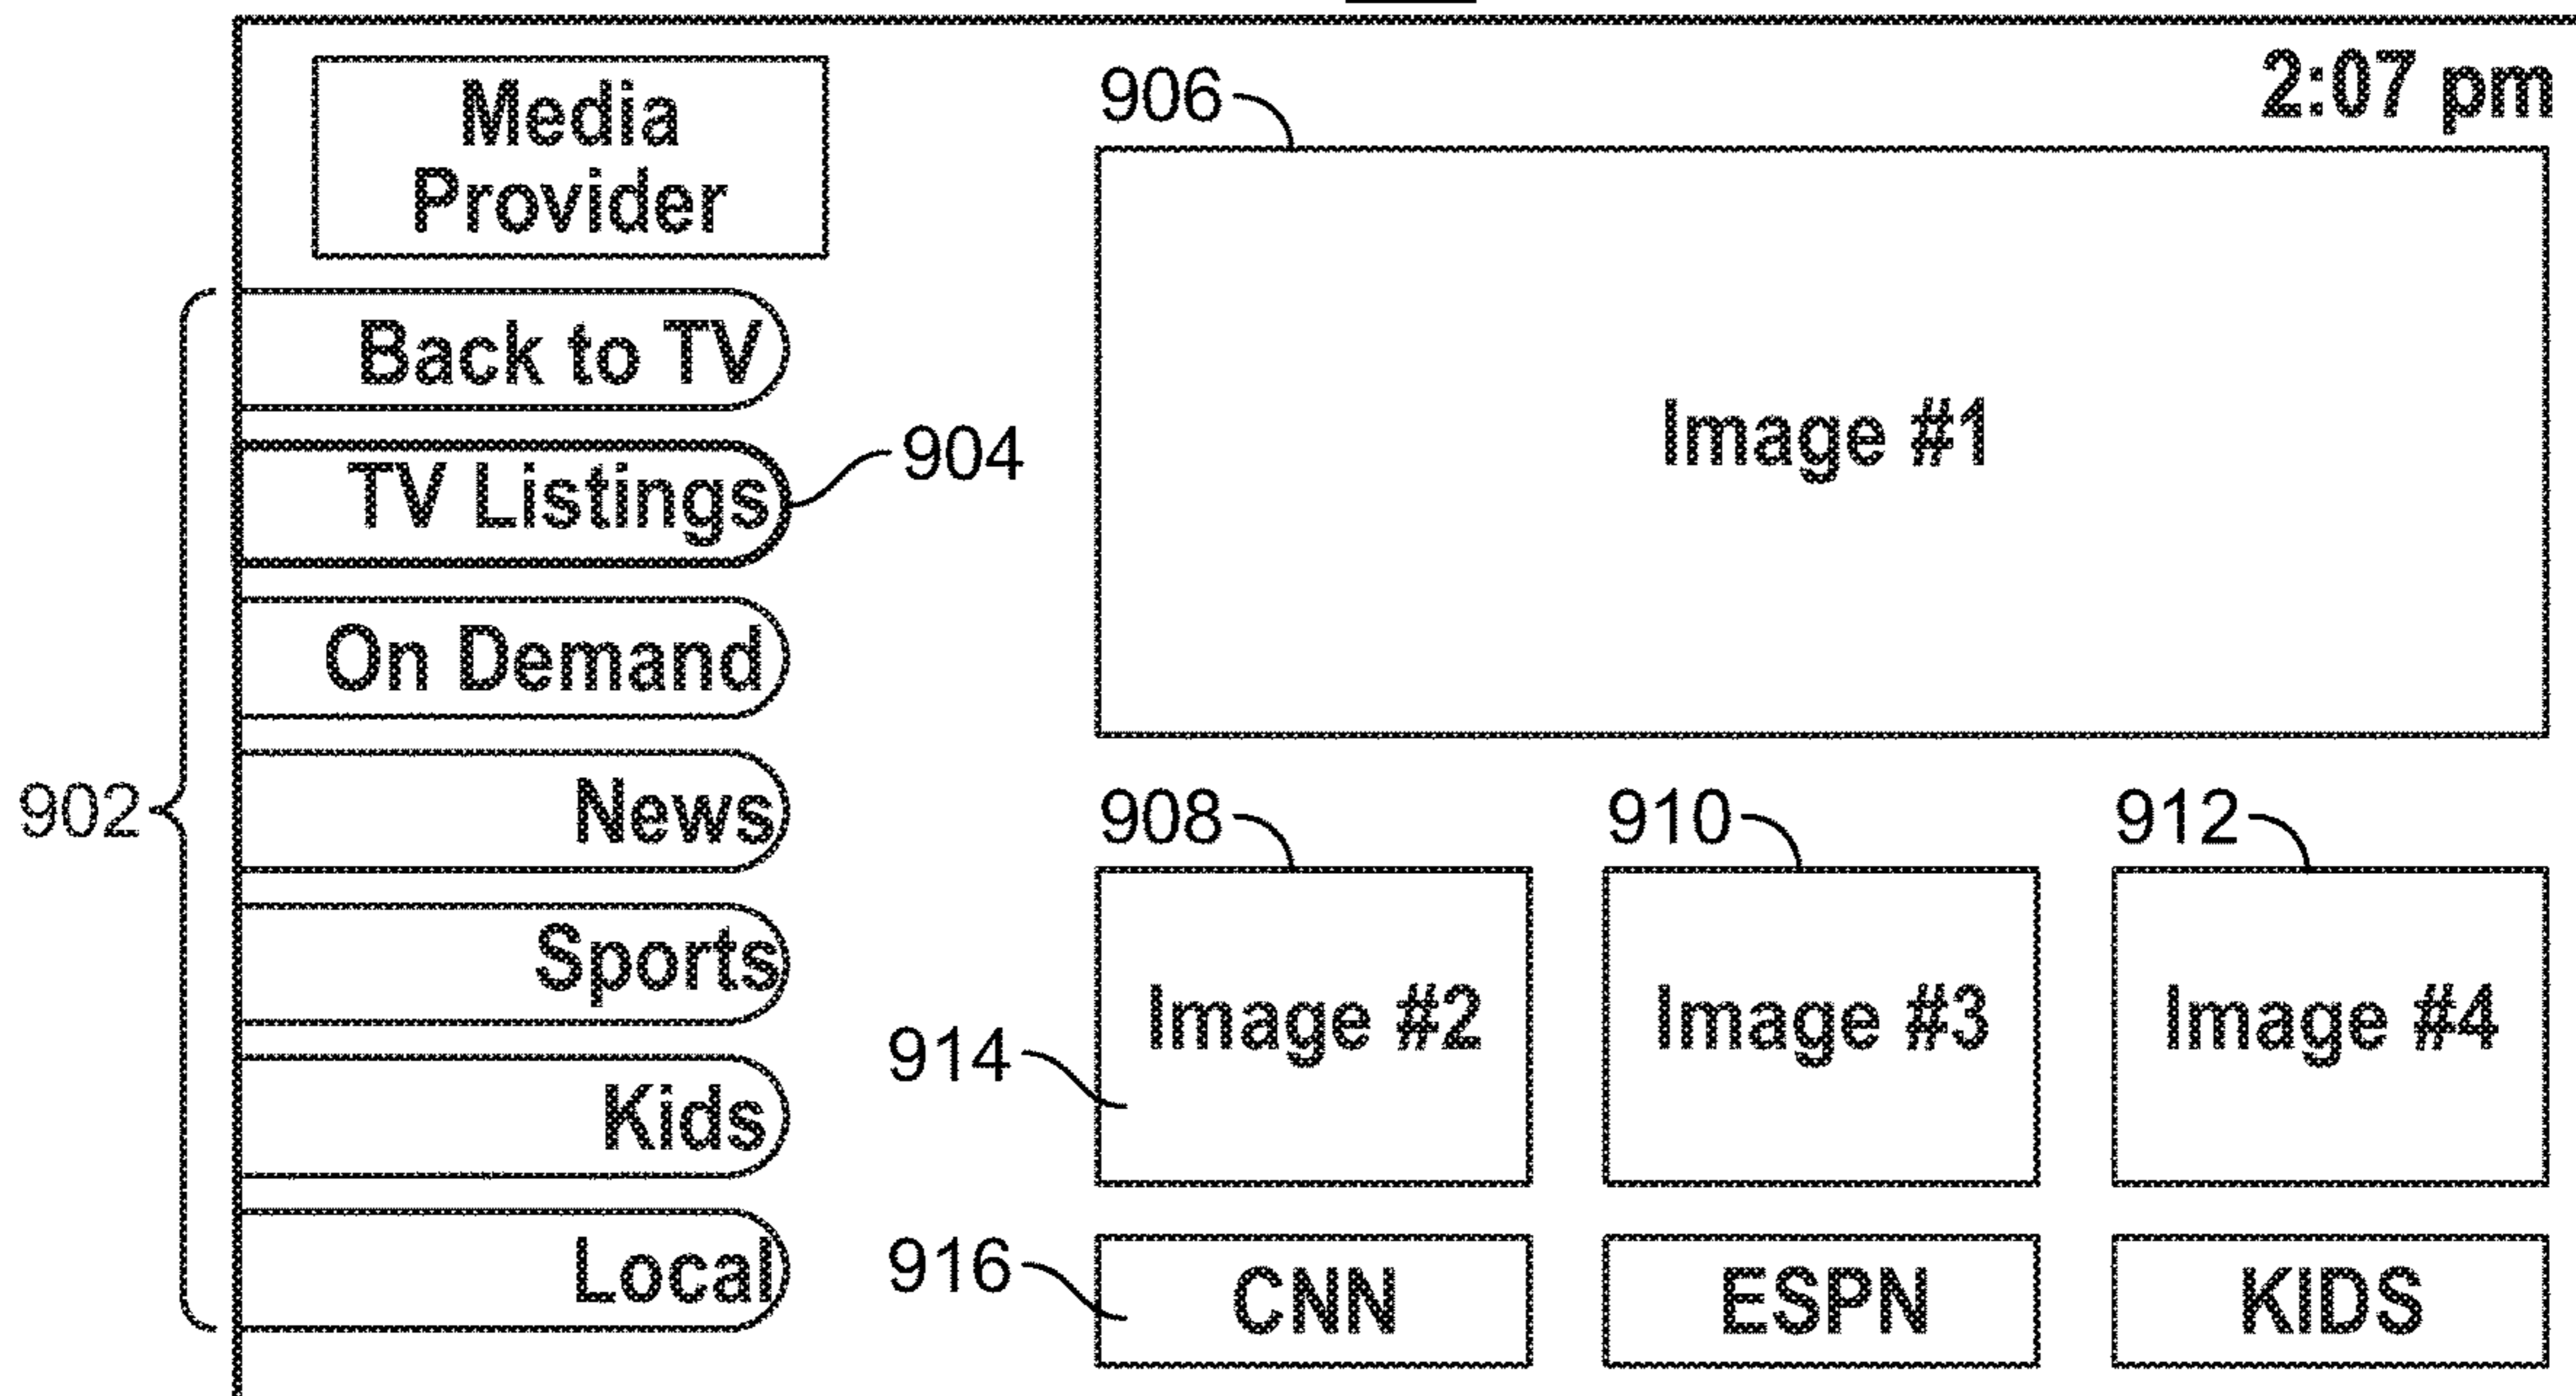 2:07 pm
Media
Provider
906
Back to TV
TV Listings
904
Image #1
On Demand
902
News
908
910
912
Sports
Image #2
Image #3
Image #4
914
Kids
Local
916
CNN
ESPN
KIDS